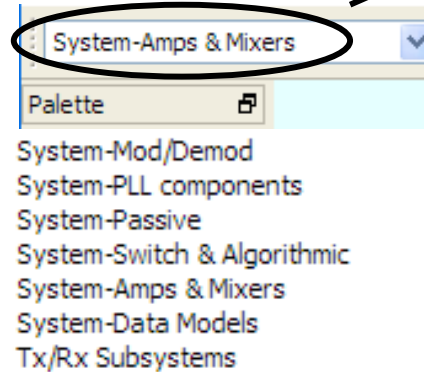 System-Amps & Mixers
Palette
System-Mod/Demod
System-PLL components
System-Passive
System-Switch & Algorithmic
System-Amps & Mixers
System-Data Models
Tx/Rx Subsystems